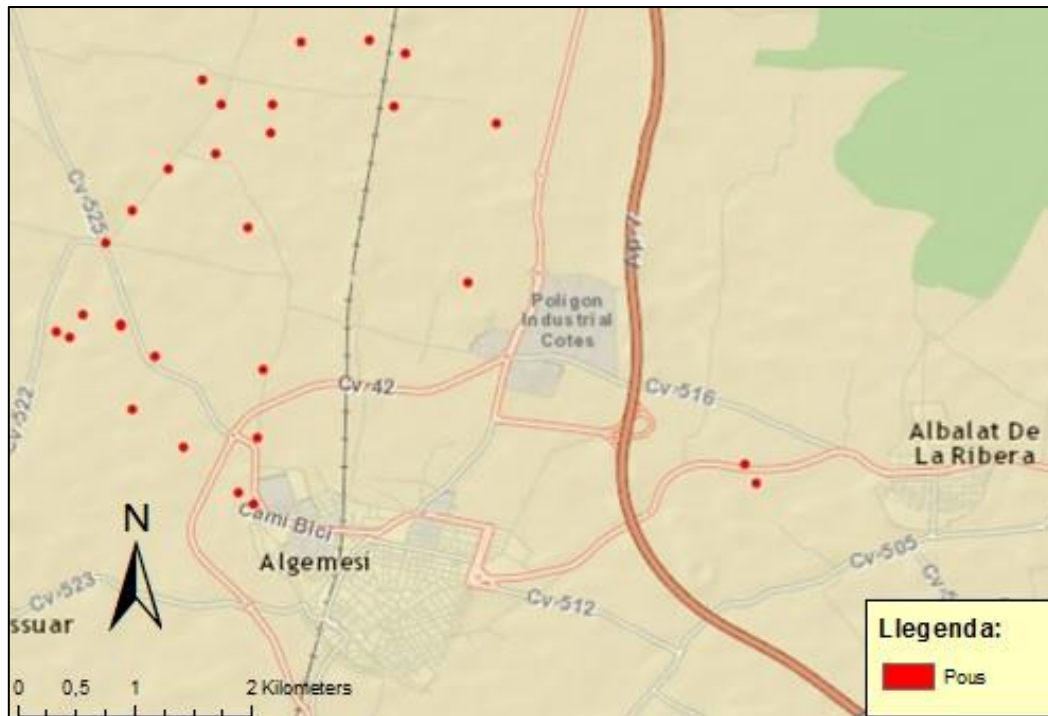 Cv-525
Ap-7
Poligon
Industrial
Cotes
Cv-42
Cv-516
Cv-522
Albalat De
La Ribera
Cami Bici
N
Algemesi
Cv-505
Cv-523
Cv-512
ssuar
Llegenda:
Pous
0 0,5 1 2 Kilometers